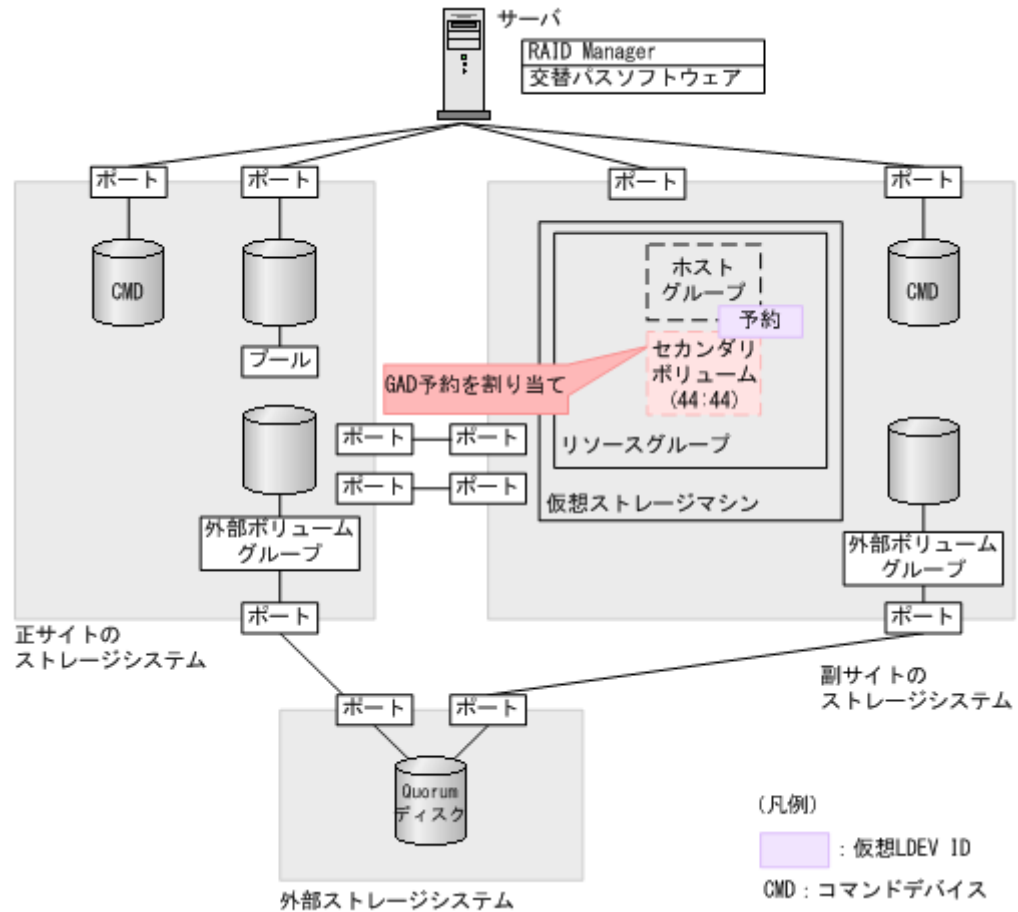 サーバ
RAID Manager
交替パスソフトウェア
ポート
ポート
ポート
ポート
CMD
プール
ホスト
グループ
予約
セカンダリ
ボリューム
(44:44)
CMD
GAD予約を割り当て
ポート
ポート
ポート
ポート
リソースグループ
仮想ストレージマシン
外部ボリューム
グループ
外部ボリューム
グループ
ポート
ポート
正サイトの
ストレージシステム
副サイトの
ストレージシステム
ポート
ポート
Quorum
ディスク
外部ストレージシステム
(凡例)
：仮想LDEV ID
CMD：コマンドデバイス